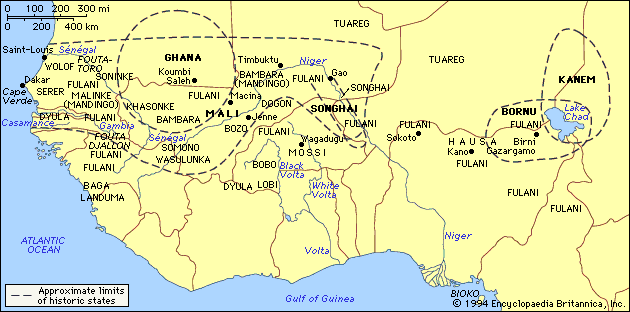 0 100 200 300 mi
0 200 400 km
TUAREG
Saint-Louis
Sénégal
WOLOF
FOUTA-
TORO
GHANA
Koumbi
Saleh
Timbuktu
Niger
TUAREG
KANEM
Dakar
Cape
Verde
SERER
SONINKE
FULANI
MALINKE
(MANDINGO)
FULANI
BAMBARA
(MANDINGO)
FULANI
Gao
SONGHAI
Macina
KHASONKE
MALI
DOGON
SONGHAI
BORNU
Lake
Chad
DYULA
Casamance
FULANI
Gambia
BAMBARA
Jenne
BOZO
FULANI
FULANI
FULANI
FULANI
Sénégal
FOUTA
DJALLON
FULANI
SOMONO
WASULUNKA
Wagadugu
MOSSI
Sokoto
HAUSA
Kano
FULANI
Birni
Gazargamo
FULANI
BOBO
Black
Volta
BAGA
LANDUMA
DYULA
LOBI
White
Volta
FULANI
FULANI
ATLANTIC
OCEAN
Volta
Niger
Approximate limits
of historic states
Gulf of Guinea
BIOKO
© 1994 Encyclopaedia Britannica, Inc.